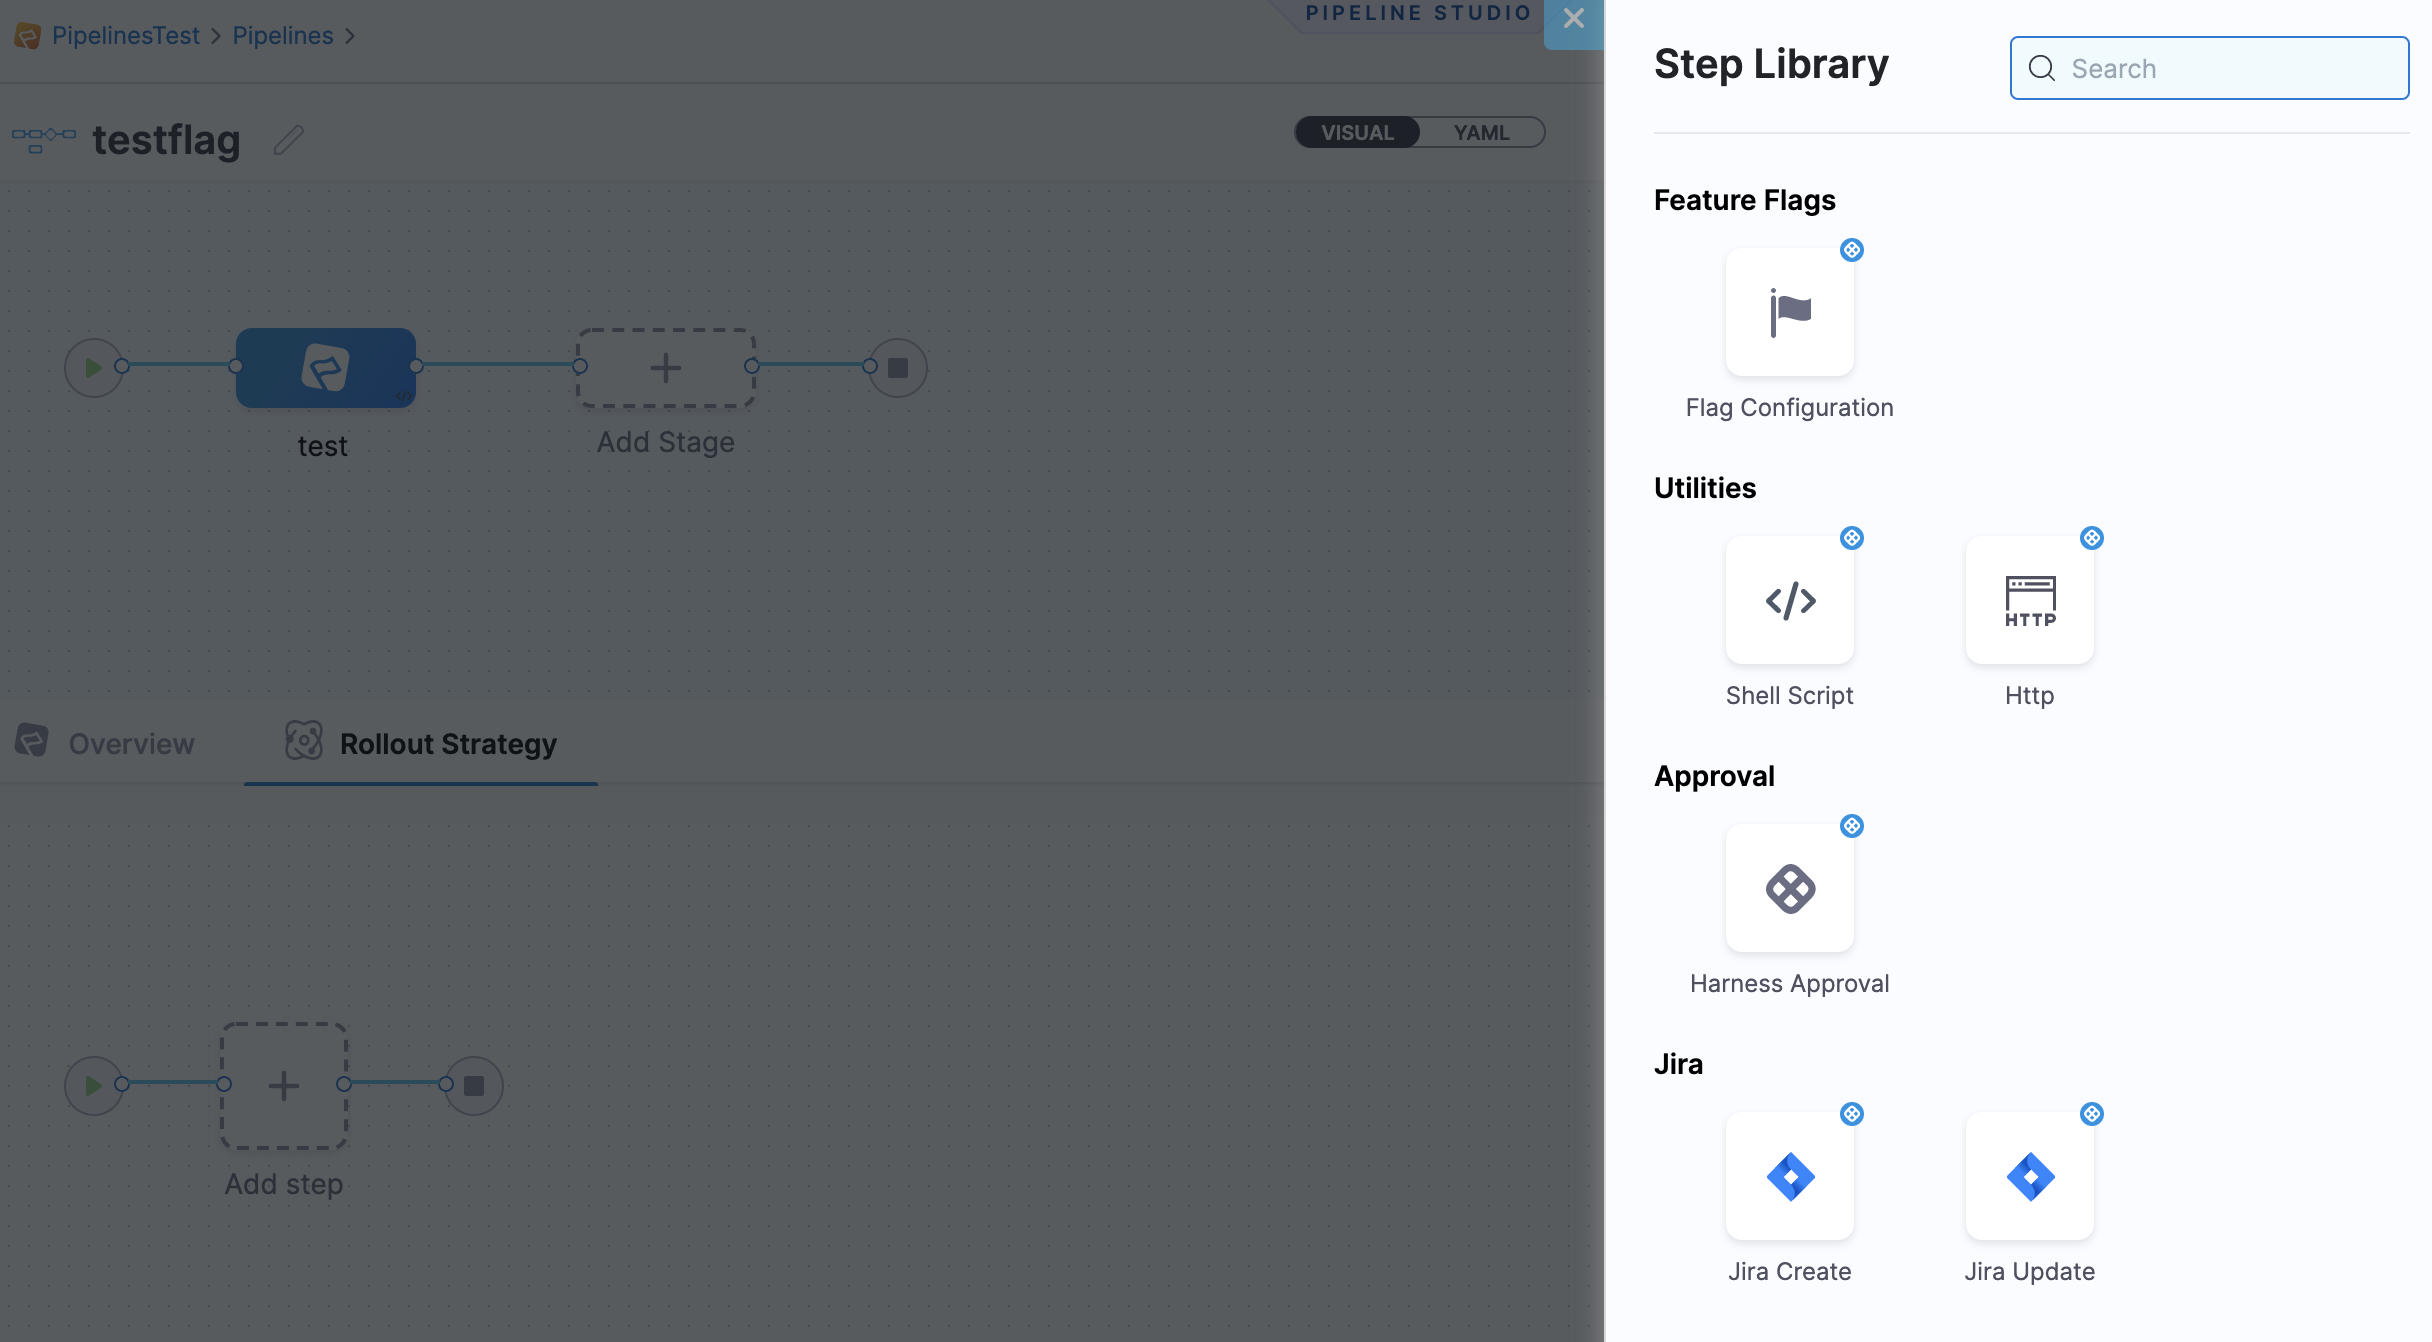 PIPELINE STUDIO
PipelinesTest > Pipelines >
testflag
VISUAL YAML
test
Add Stage
Overview
Rollout Strategy
Add step
Step Library
Search
Feature Flags
Flag Configuration
Utilities
HTTP
Shell Script
Http
Approval
Harness Approval
Jira
Jira Create
Jira Update